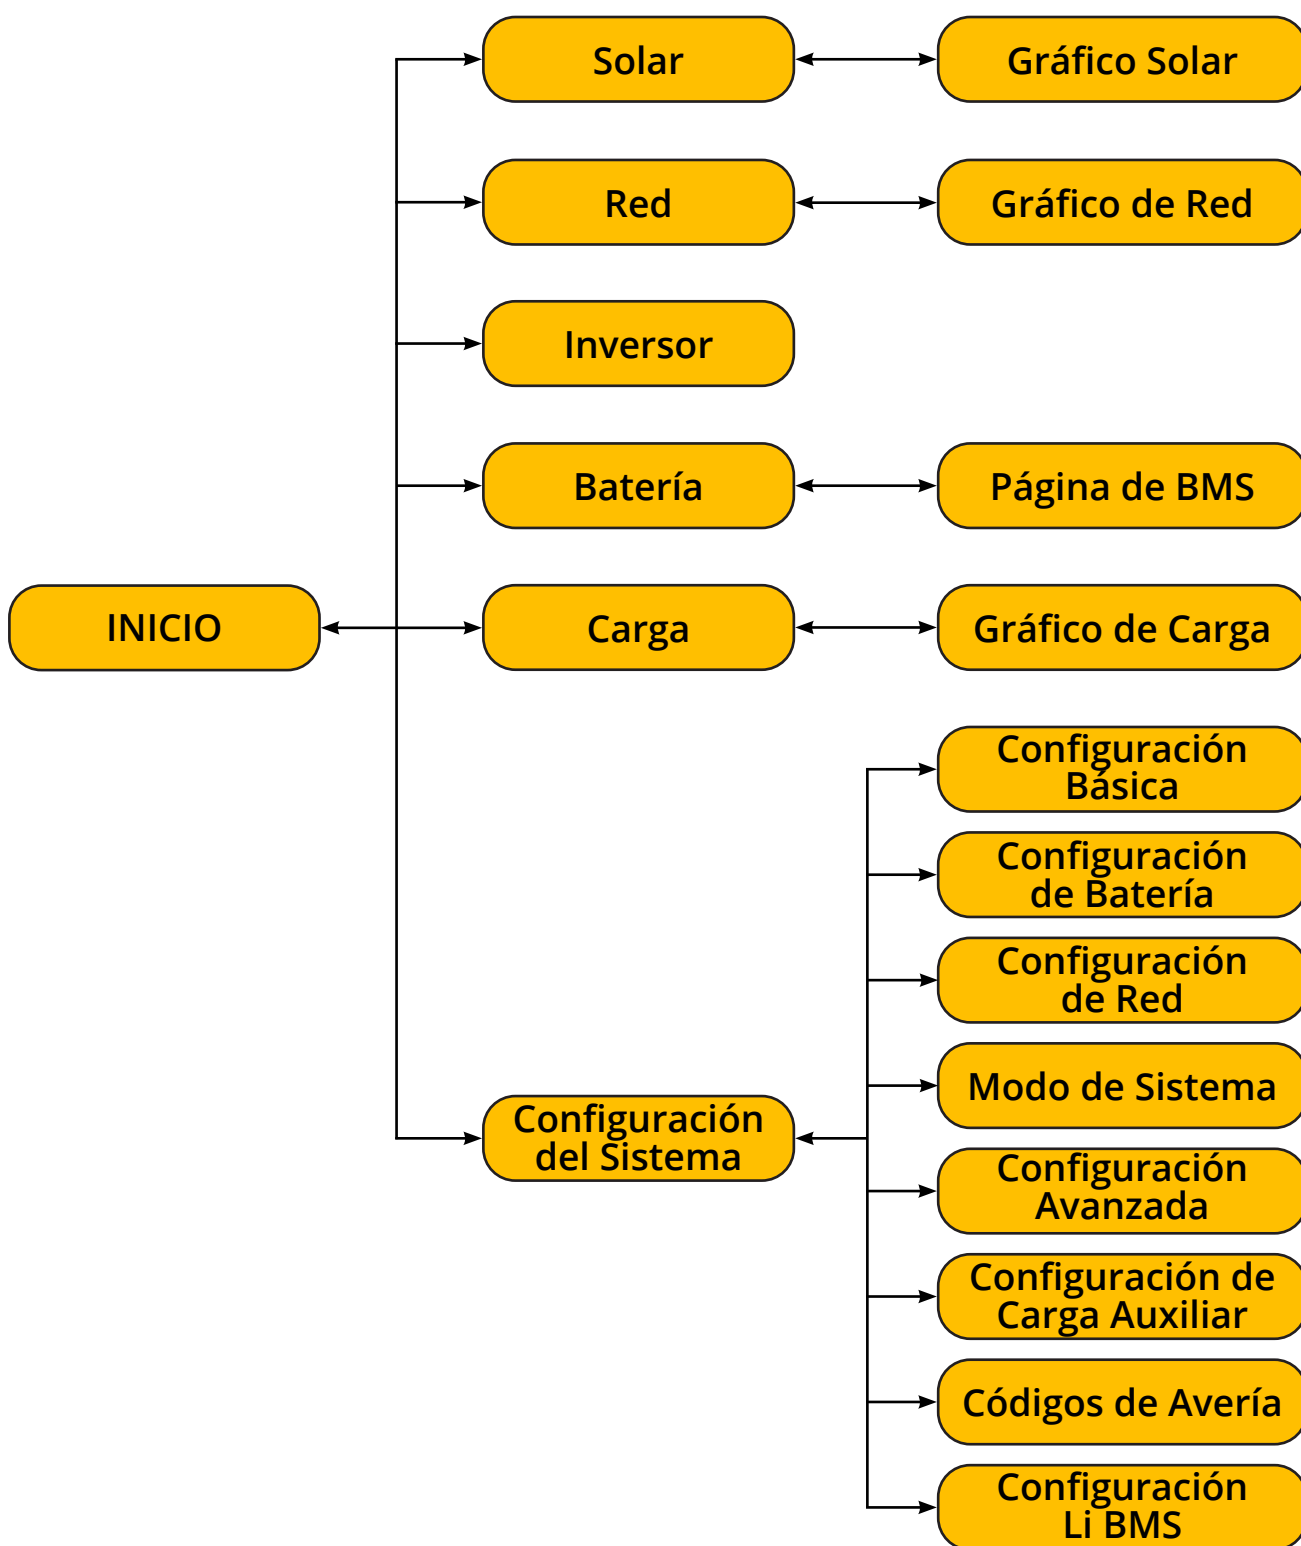 Solar
Gráfico Solar
Red
Gráfico de Red
Inversor
Batería
Página de BMS
INICIO
Carga
Gráfico de Carga
Configuración
Básica
Configuración
de Batería
Configuración
de Red
Modo de Sistema
Configuración
del Sistema
Configuración
Avanzada
Configuración de
Carga Auxiliar
Códigos de Avería
Configuración
Li BMS